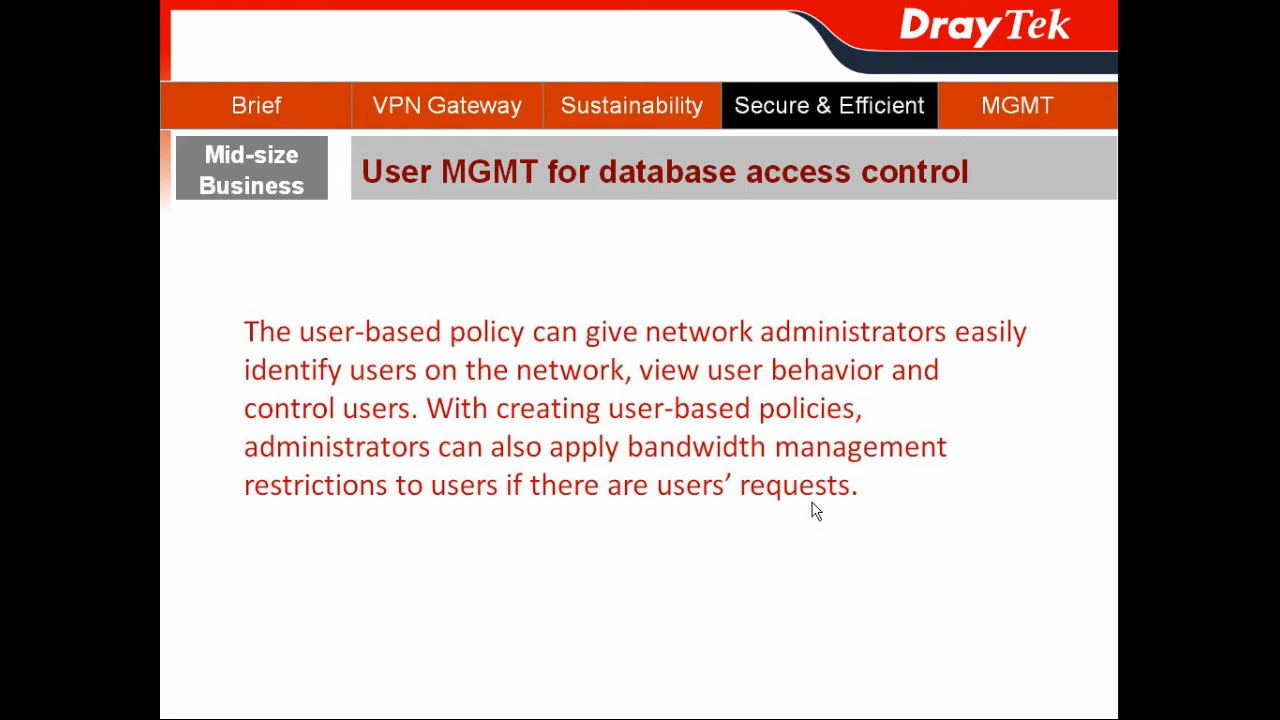 DrayTek
Brief VPN Gateway Sustainability Secure & Efficient MGMT
Mid-size
Business
User MGMT for database access control
The user-based policy can give network administrators easily
identify users on the network, view user behavior and
control users. With creating user-based policies,
administrators can also apply bandwidth management
restrictions to users if there are users’ requests.